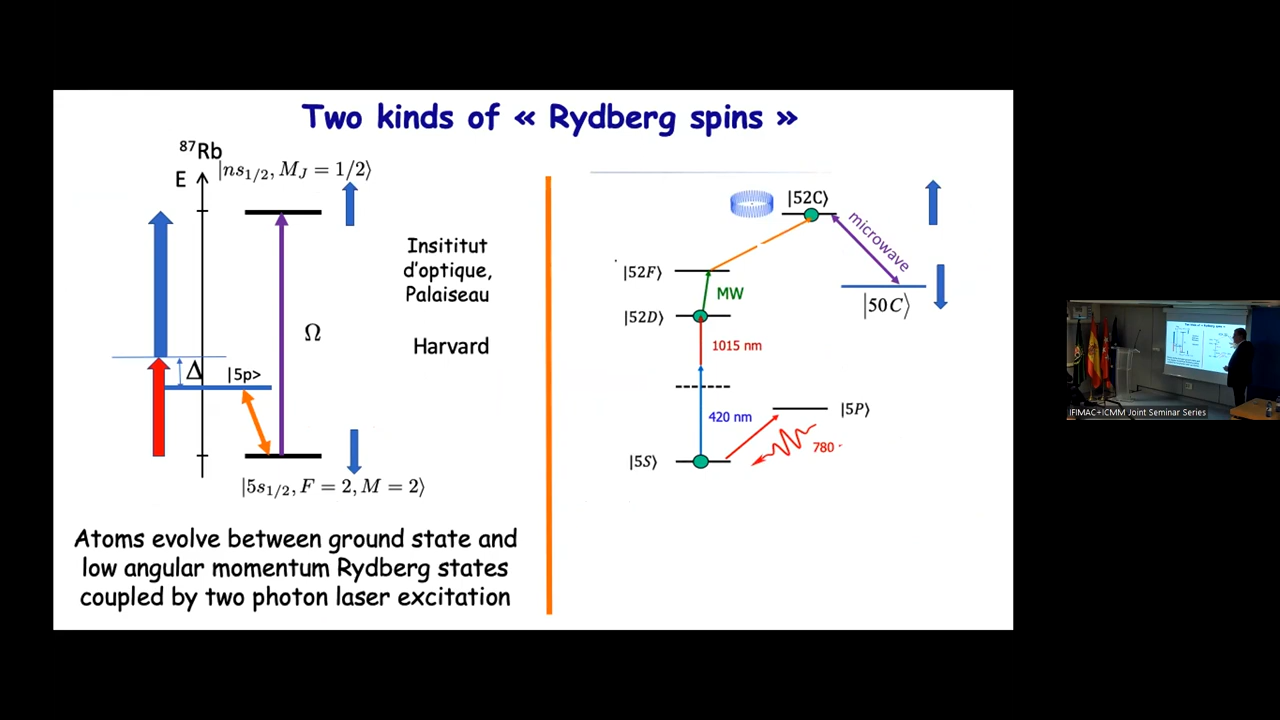 Two kinds of « Rydberg spins »
⁸⁷Rb
E
|ns₁/₂, M_J = 1/2⟩
Insititut
d'optique,
Palaiseau
Harvard
Ω
Δ
|5p>
|5s₁/₂, F = 2, M = 2⟩
Atoms evolve between ground state and
low angular momentum Rydberg states
coupled by two photon laser excitation
|52C⟩
microwave
|52F⟩
MW
|50C⟩
|52D⟩
1015 nm
420 nm
|5P⟩
780
|5S⟩
IFIMAC+ICMM Joint Seminar Series